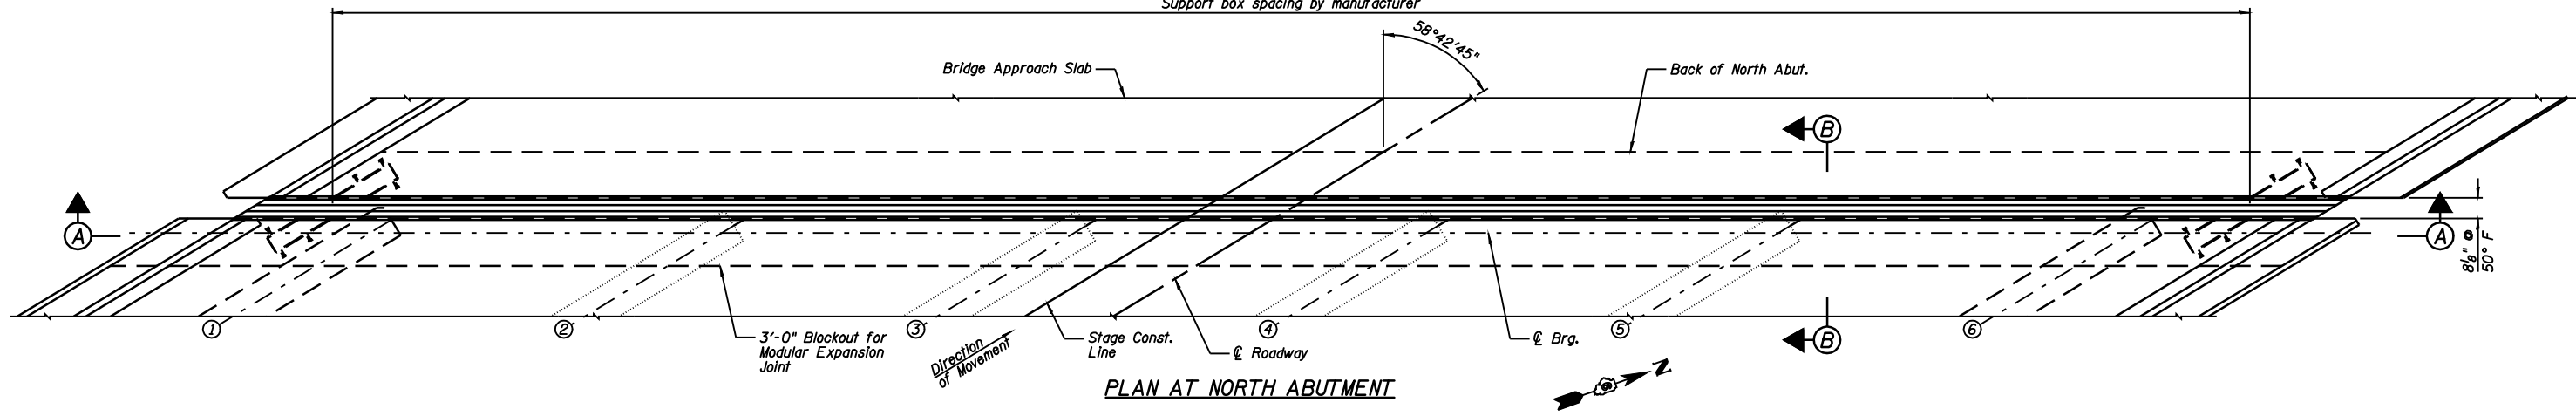 Support box spacing by manufacturer
58°42'45"
Bridge Approach Slab
Back of North Abut.
B
A
A
8⅛" @
50° F
1
2
3
4
5
6
3'-0" Blockout for
Modular Expansion
Joint
Direction
of Movement
Stage Const.
Line
℄ Roadway
℄ Brg.
B
N
PLAN AT NORTH ABUTMENT